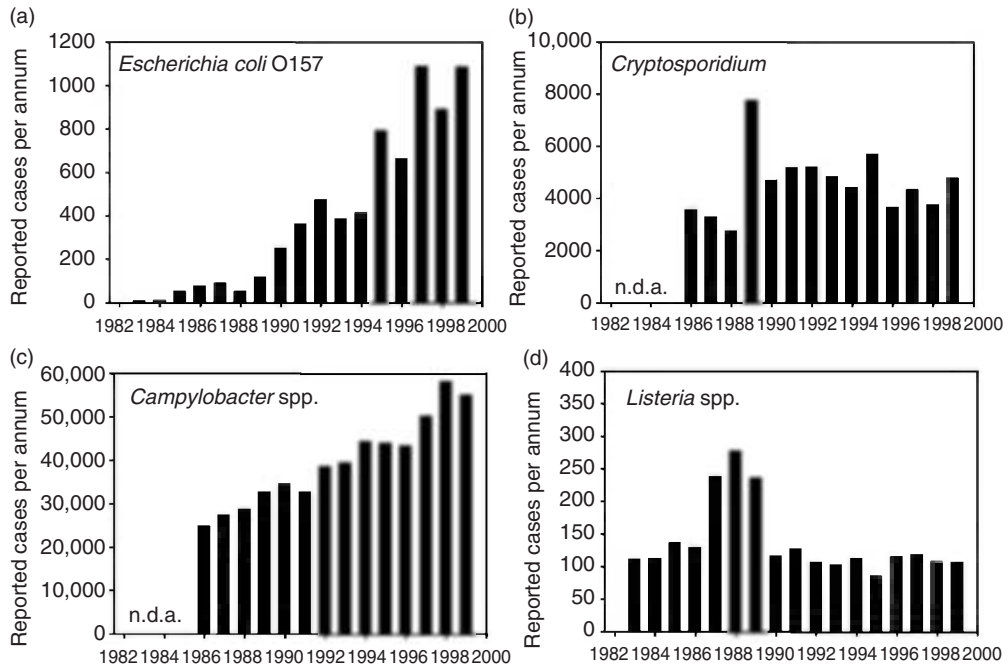 (a)
Reported cases per annum
1200
1000
800
600
400
200
0
Escherichia coli O157
1982 1984 1986 1988 1990 1992 1994 1996 1998 2000
(b)
Reported cases per annum
10,000
8000
6000
4000
2000
0
Cryptosporidium
n.d.a.
1982 1984 1986 1988 1990 1992 1994 1996 1998 2000
(c)
Reported cases per annum
60,000
50,000
40,000
30,000
20,000
10,000
0
Campylobacter spp.
n.d.a.
1982 1984 1986 1988 1990 1992 1994 1996 1998 2000
(d)
Reported cases per annum
400
350
300
250
200
150
100
50
0
Listeria spp.
1982 1984 1986 1988 1990 1992 1994 1996 1998 2000